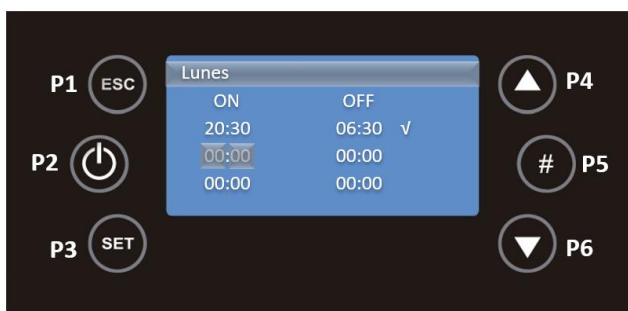 P1 ESC
Lunes
P4
ON OFF
20:30 06:30 √
P2
00:00 00:00
# P5
00:00 00:00
P3 SET
P6